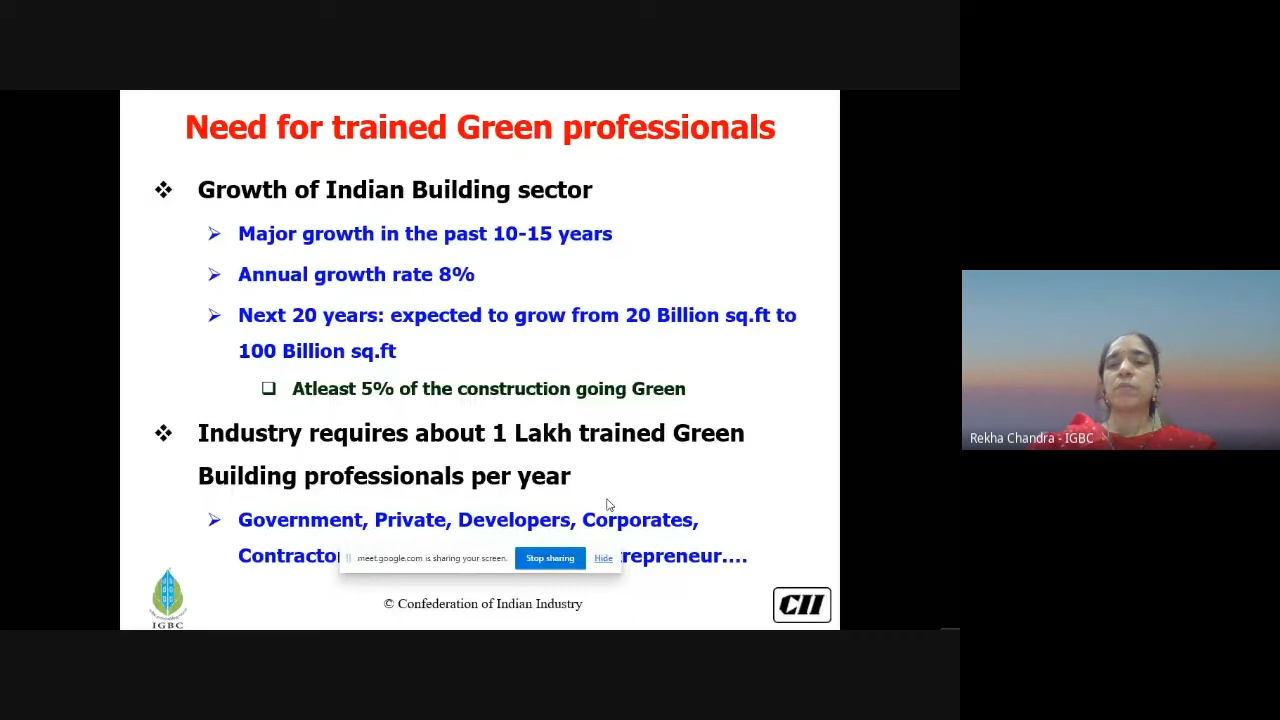 Need for trained Green professionals
❖ Growth of Indian Building sector
➢ Major growth in the past 10-15 years
➢ Annual growth rate 8%
➢ Next 20 years: expected to grow from 20 Billion sq.ft to
100 Billion sq.ft
❑ Atleast 5% of the construction going Green
❖ Industry requires about 1 Lakh trained Green
Building professionals per year
➢ Government, Private, Developers, Corporates,
meet.google.com is sharing your screen. Stop sharing Hide
IGBC
© Confederation of Indian Industry
CII
Rekha Chandra - IGBC